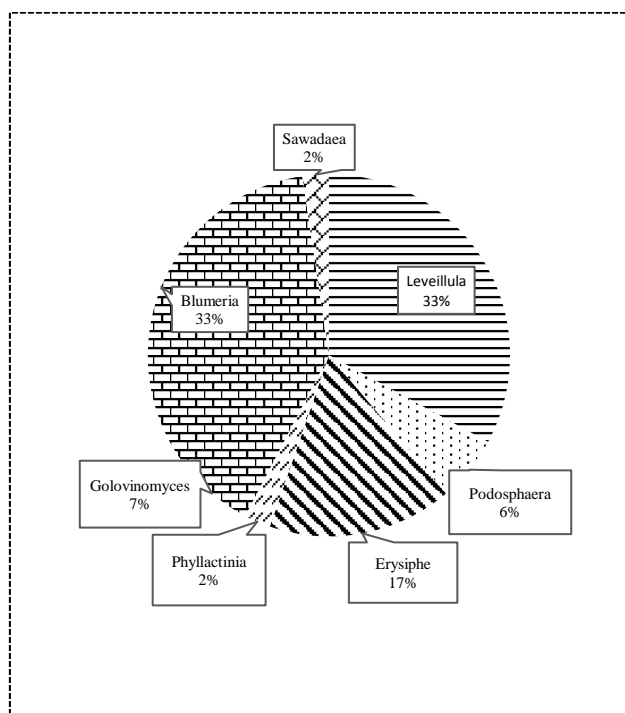 Sawadaea
2%
Leveillula
33%
Blumeria
33%
Golovinomyces
7%
Podosphaera
6%
Phyllactinia
2%
Erysiphe
17%